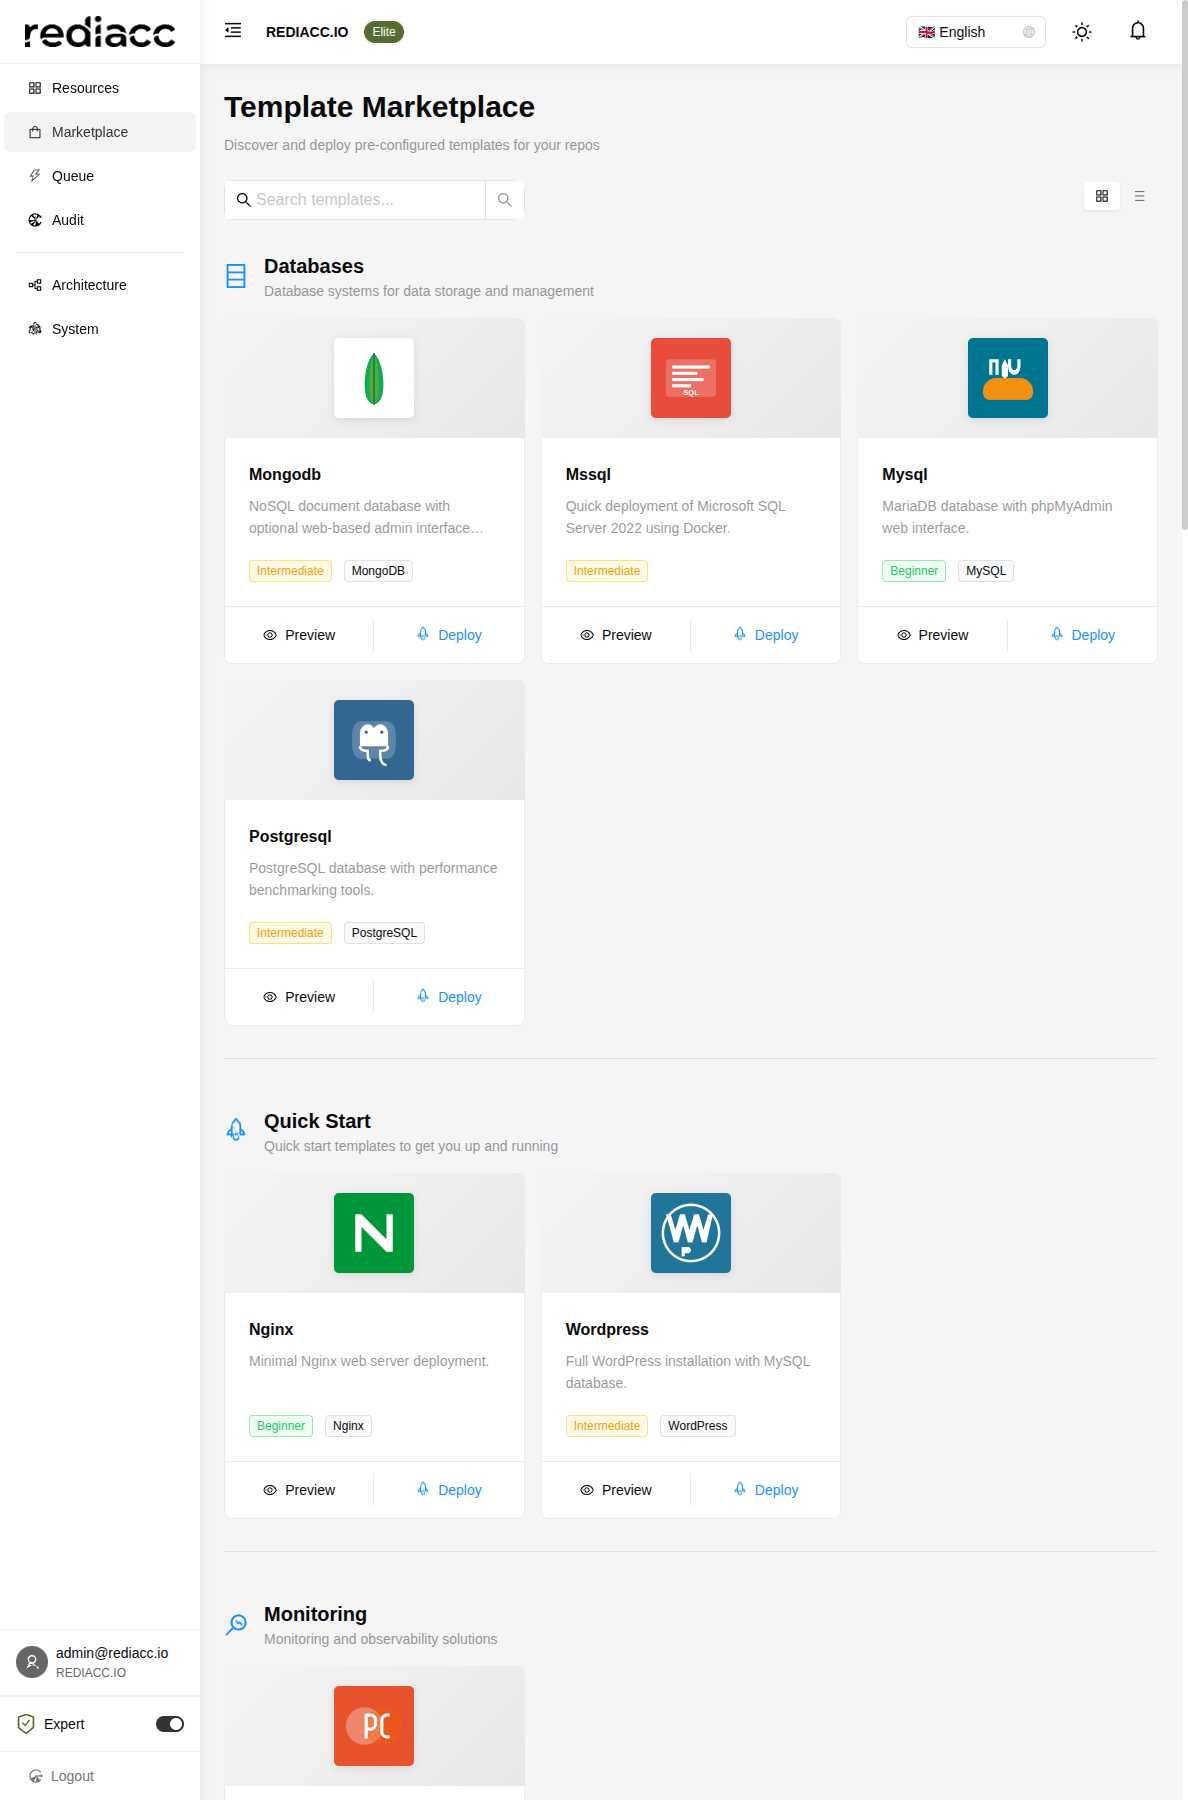 rediacc
REDIACC.IO
Elite
English
Resources
Marketplace
Queue
Audit
Architecture
System
Template Marketplace
Discover and deploy pre-configured templates for your repos
Search templates...
Databases
Database systems for data storage and management
SQL
Mongodb
NoSQL document database with
optional web-based admin interface…
Intermediate MongoDB
Preview Deploy
Mssql
Quick deployment of Microsoft SQL
Server 2022 using Docker.
Intermediate
Preview Deploy
Mysql
MariaDB database with phpMyAdmin
web interface.
Beginner MySQL
Preview Deploy
Postgresql
PostgreSQL database with performance
benchmarking tools.
Intermediate PostgreSQL
Preview Deploy
Quick Start
Quick start templates to get you up and running
N
Nginx
Minimal Nginx web server deployment.
Beginner Nginx
Preview Deploy
W
P
Wordpress
Full WordPress installation with MySQL
database.
Intermediate WordPress
Preview Deploy
Monitoring
Monitoring and observability solutions
PC
admin@rediacc.io
REDIACC.IO
Expert
Logout